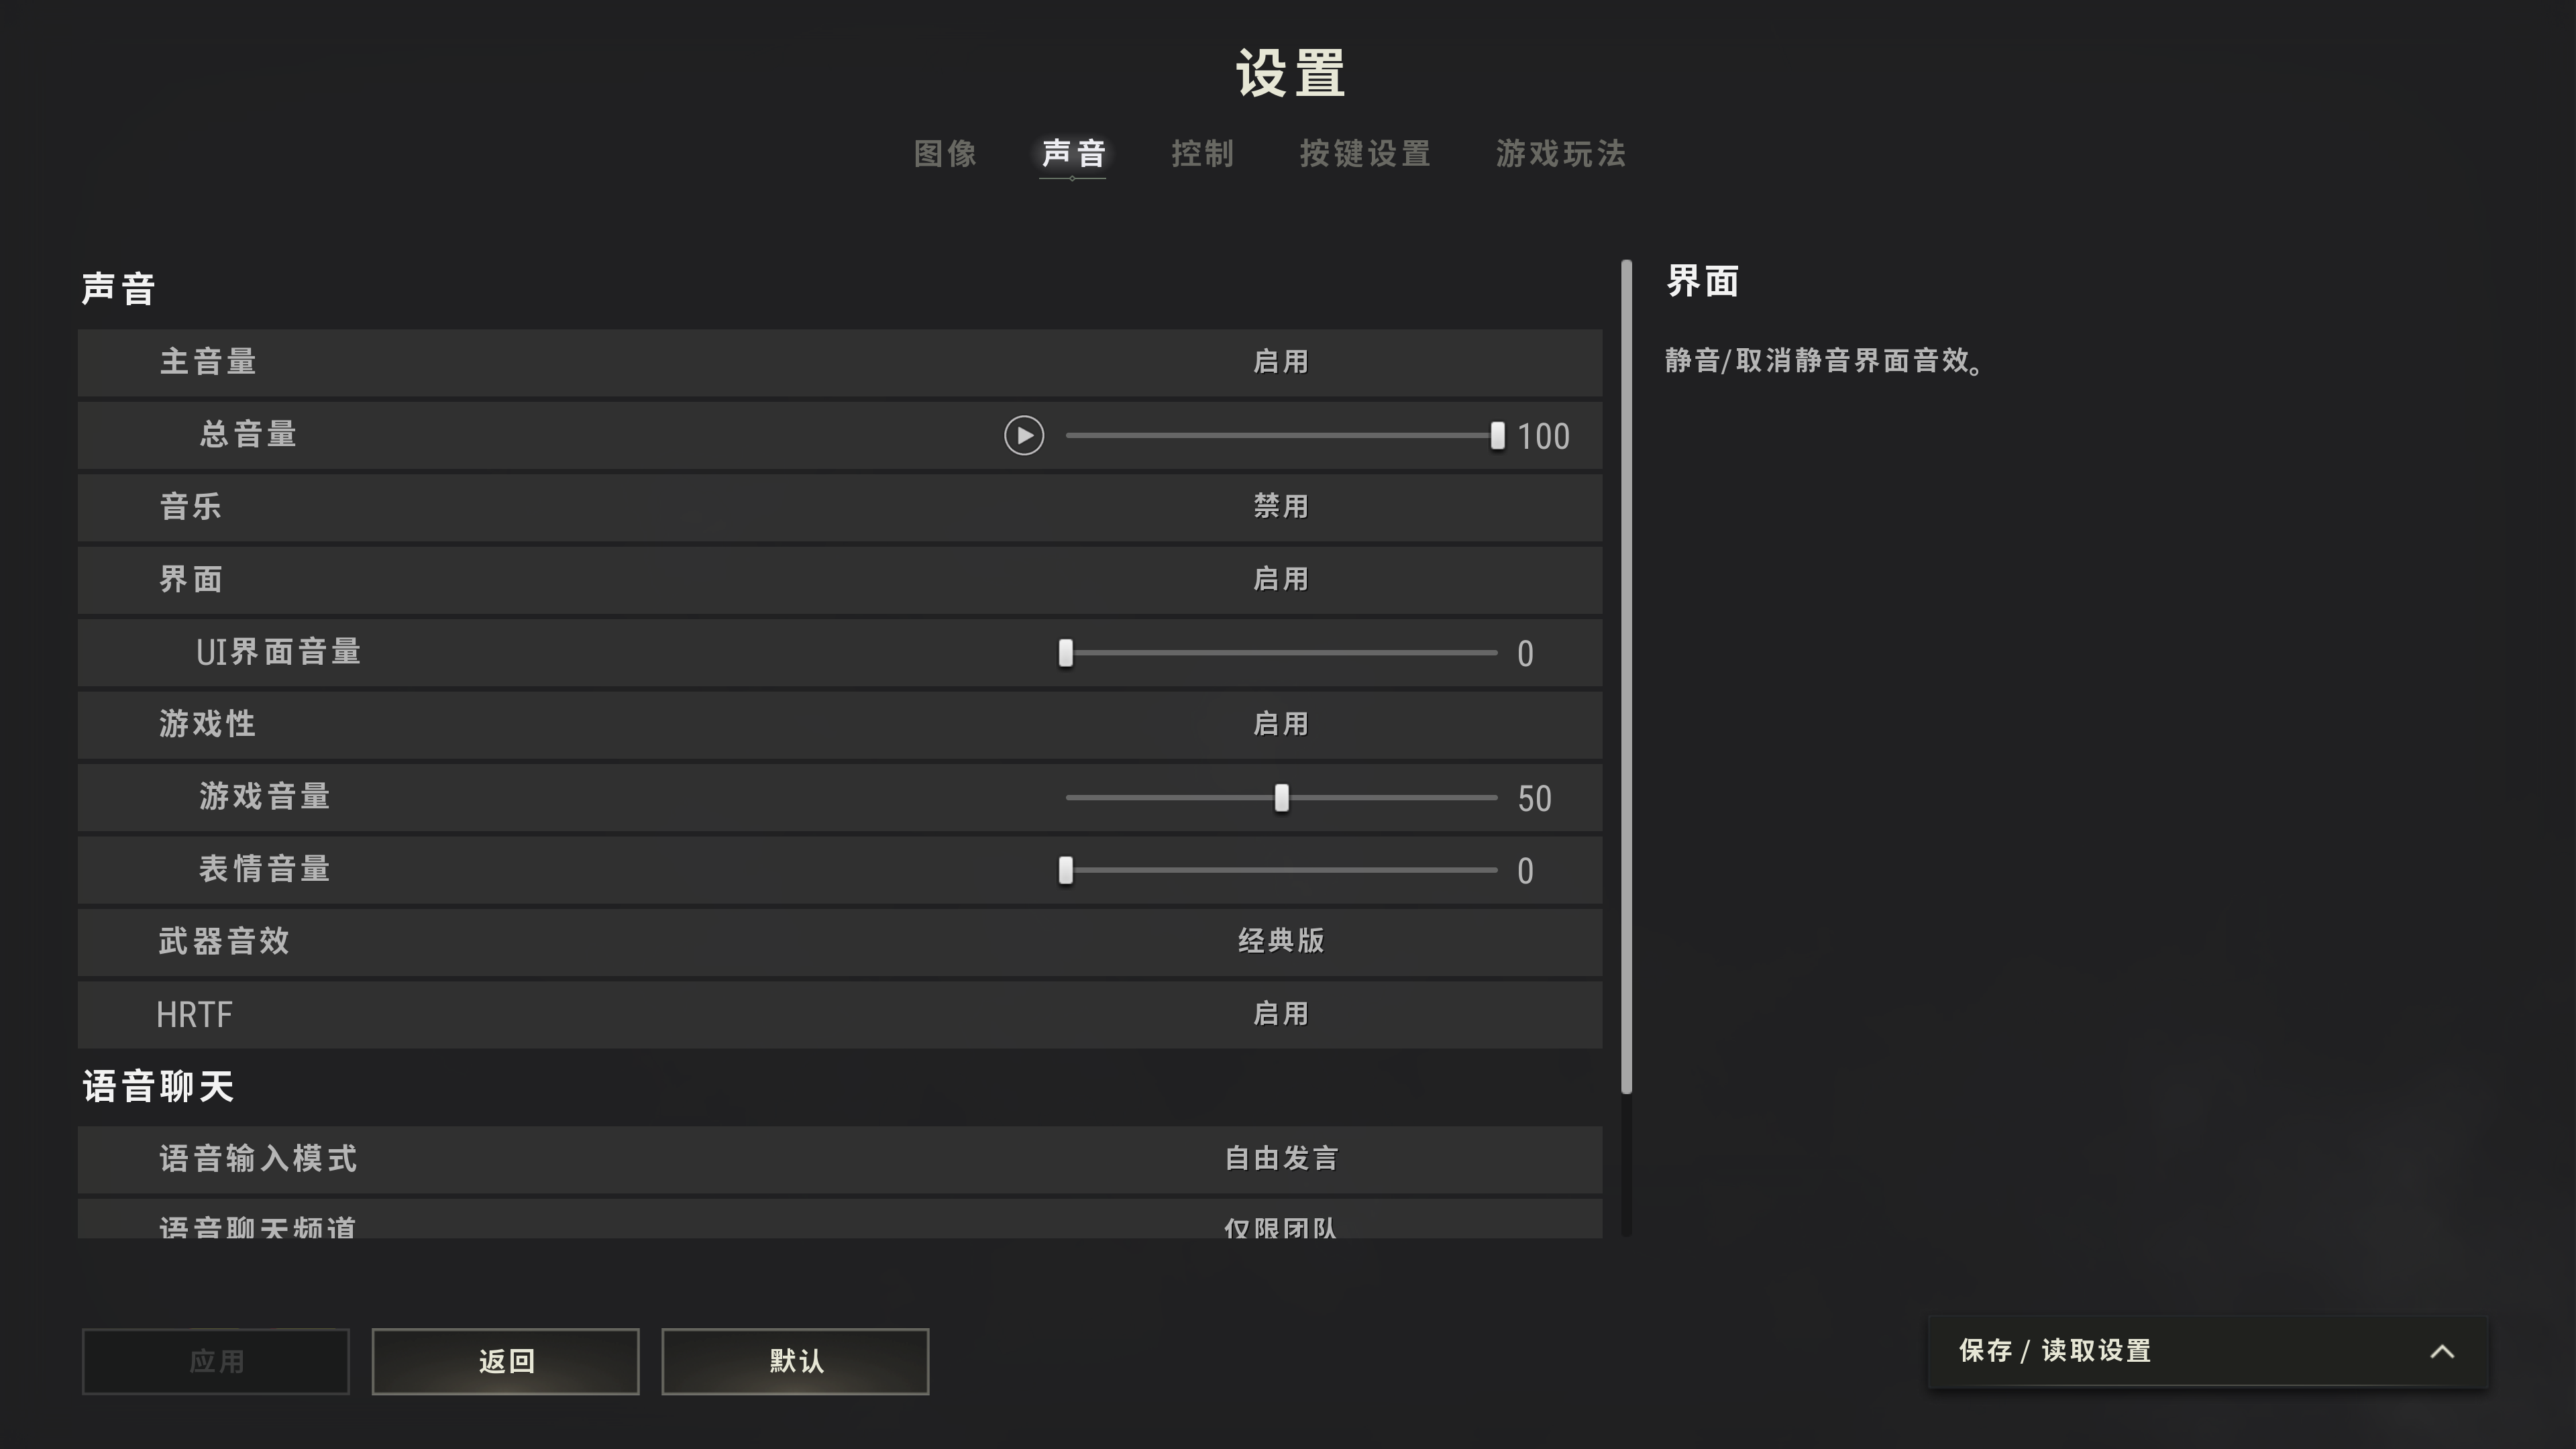 设置
图像 声音 控制 按键设置 游戏玩法
声音
主音量 启用
总音量 100
音乐 禁用
界面 启用
UI界面音量 0
游戏性 启用
游戏音量 50
表情音量 0
武器音效 经典版
HRTF 启用
语音聊天
语音输入模式 自由发言
语音聊天频道 仅限团队
界面
静音/取消静音界面音效。
应用 返回 默认
保存 / 读取设置